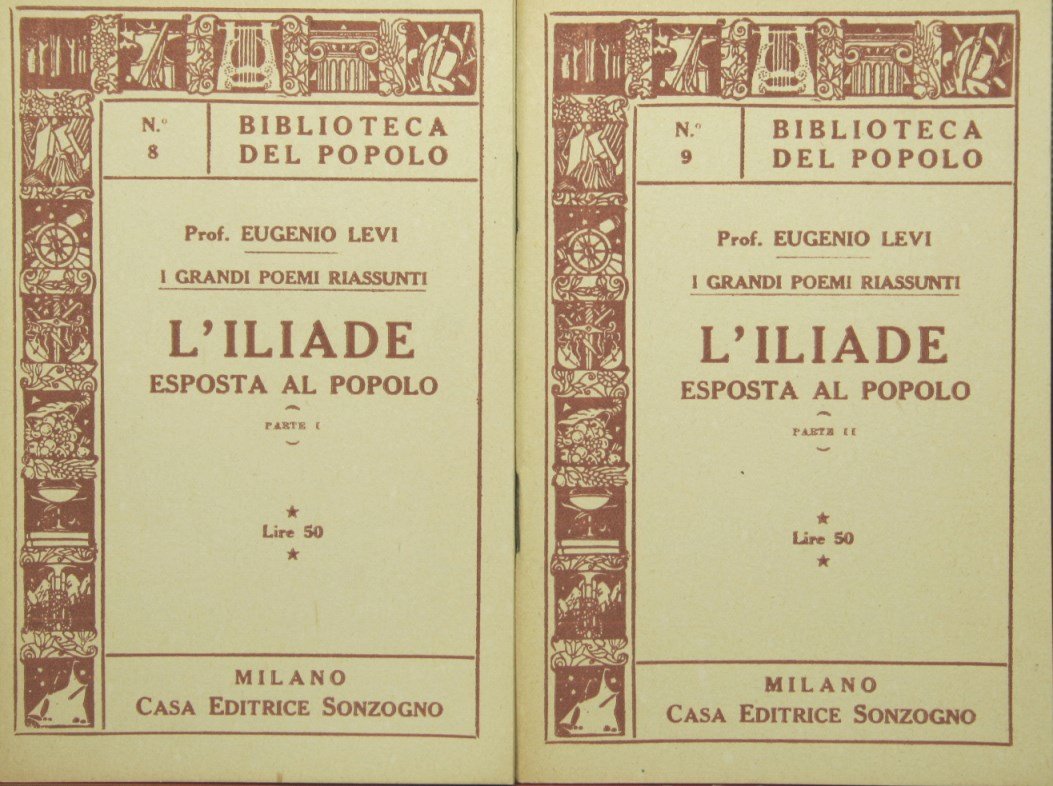 N.º
8
BIBLIOTECA
DEL POPOLO
Prof. EUGENIO LEVI
I GRANDI POEMI RIASSUNTI
L'ILIADE
ESPOSTA AL POPOLO
PARTE I
Lire 50
MILANO
CASA EDITRICE SONZOGNO
N.º
9
BIBLIOTECA
DEL POPOLO
Prof. EUGENIO LEVI
I GRANDI POEMI RIASSUNTI
L'ILIADE
ESPOSTA AL POPOLO
PARTE II
Lire 50
MILANO
CASA EDITRICE SONZOGNO